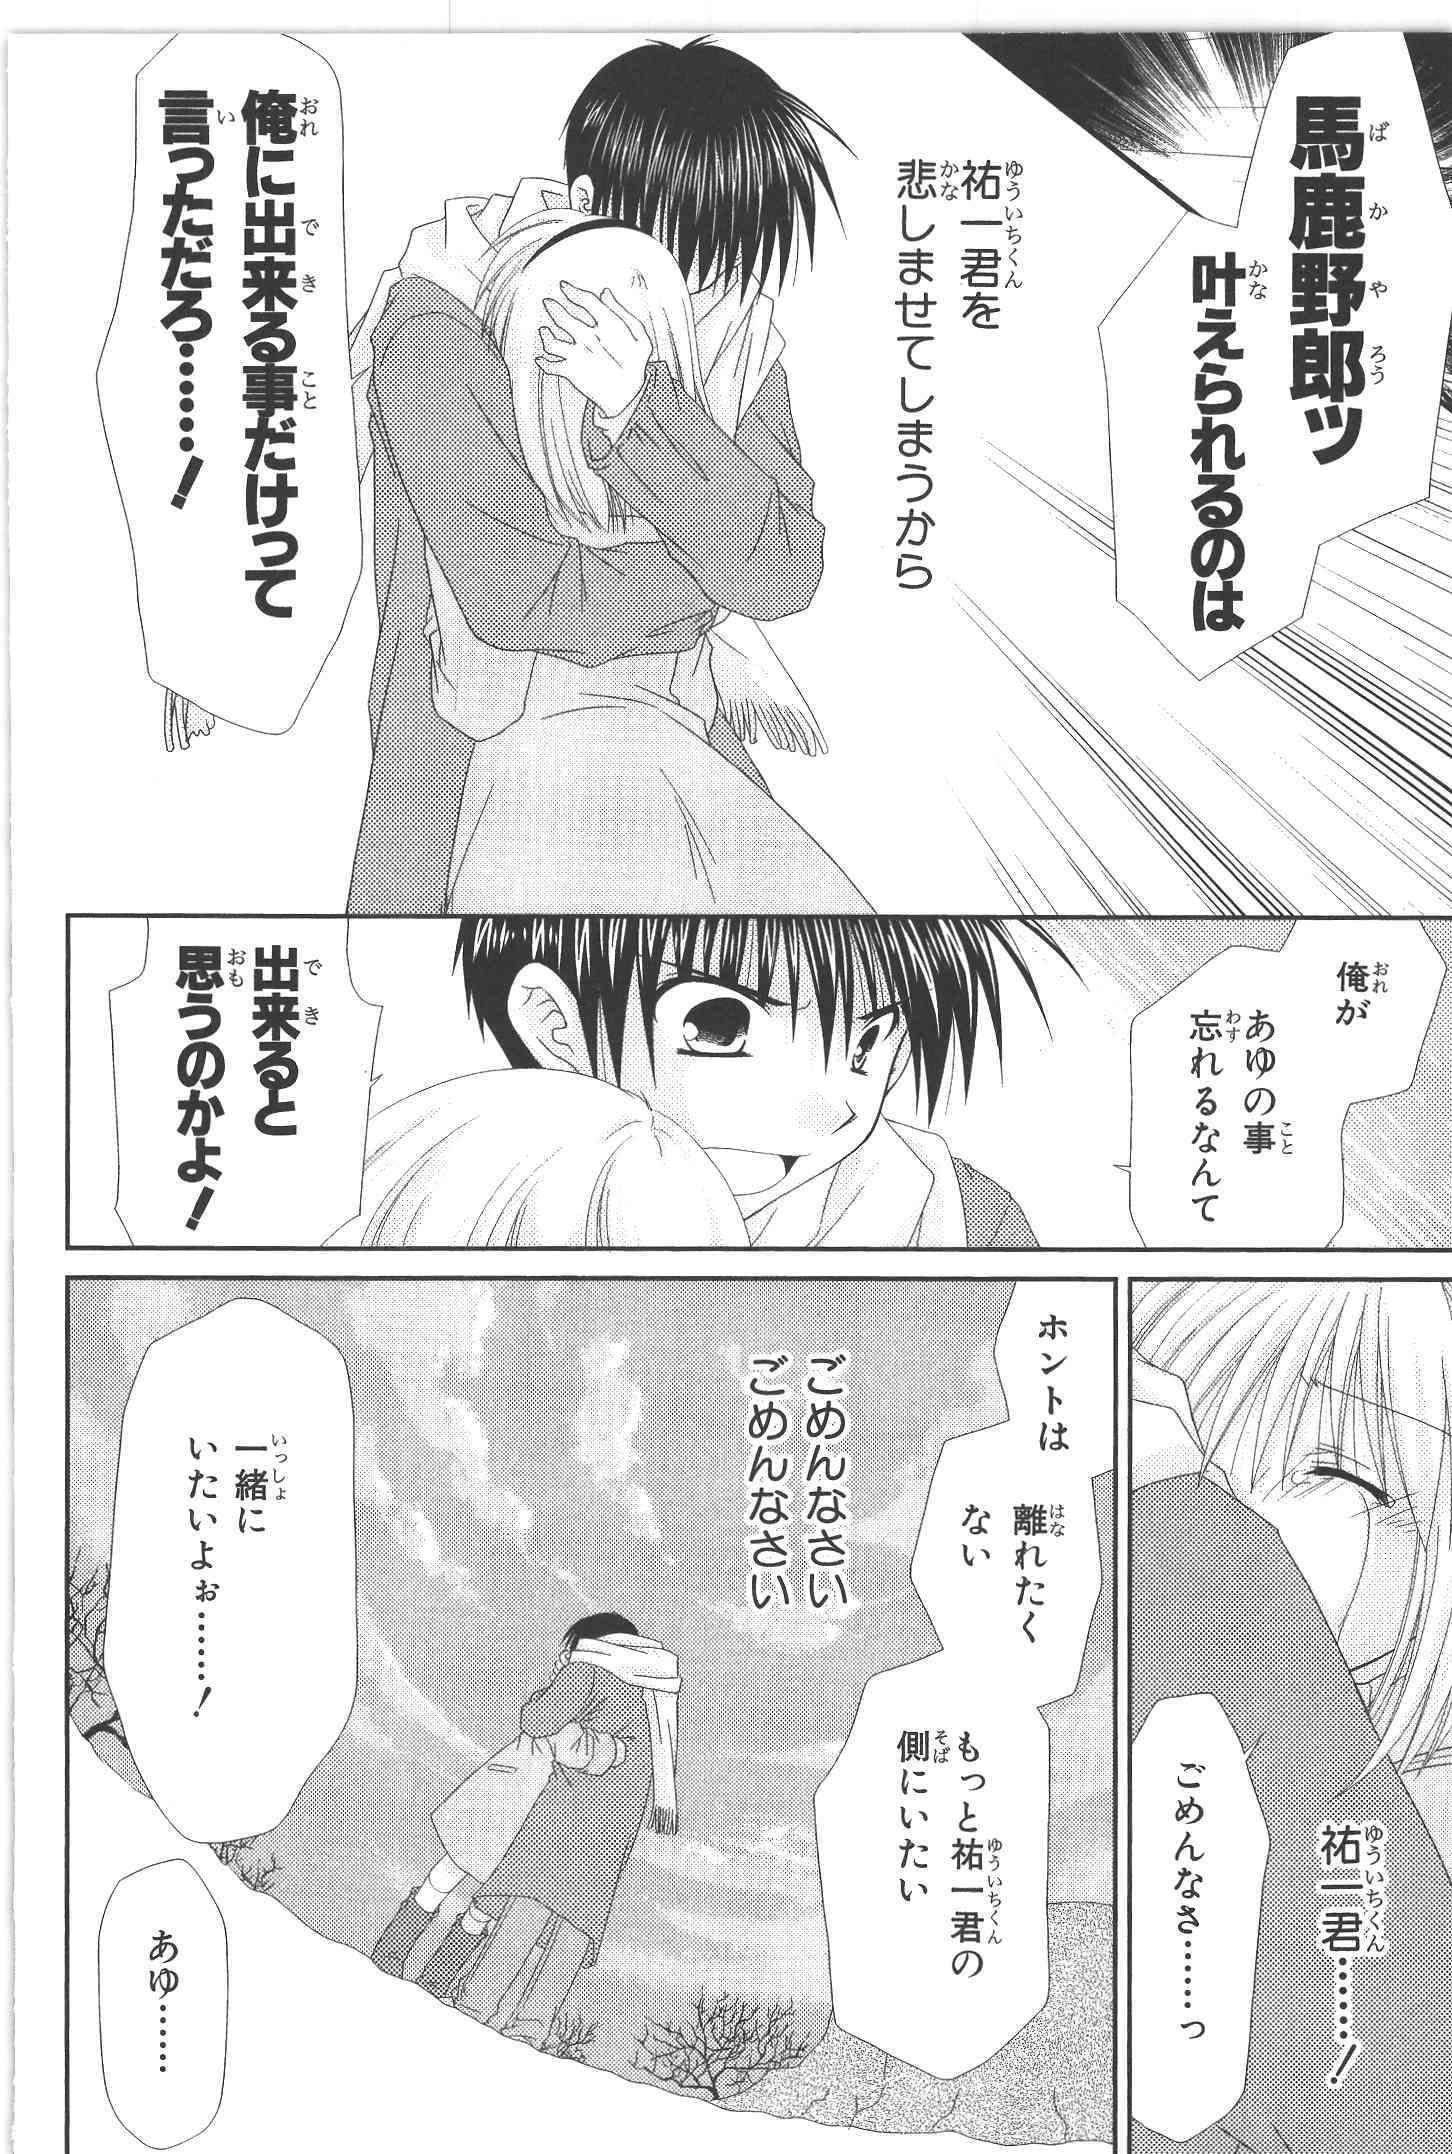 馬鹿野郎ッ
叶えられるのは
祐一君を
悲しませてしまうから
俺に出来る事だけって
言っただろ………！
俺が
あゆの事
忘れるなんて
出来ると
思うのかよ！
祐一君………！
ごめんなさ………っ
ホントは
離れたく
ない
もっと祐一君の
側にいたい
ごめんなさい
ごめんなさい
一緒に
いたいよぉ……！
あゆ……